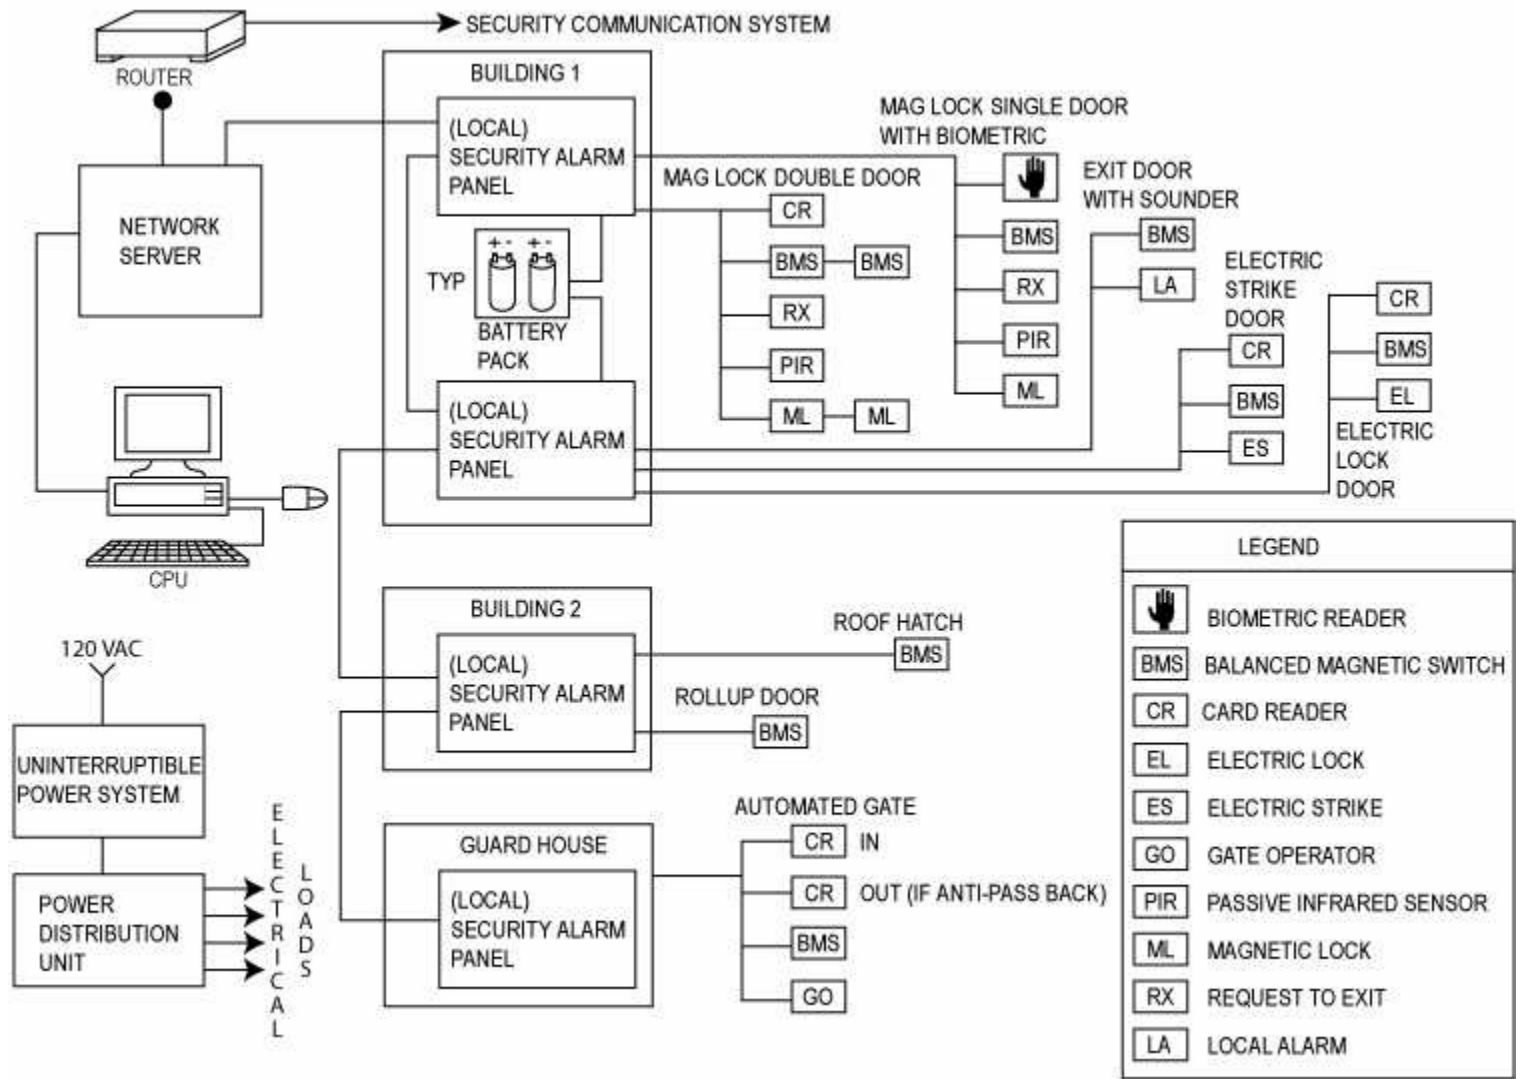 SECURITY COMMUNICATION SYSTEM
ROUTER
BUILDING 1
(LOCAL)
SECURITY ALARM
PANEL
NETWORK
SERVER
TYP
+ - + -
BATTERY
PACK
(LOCAL)
SECURITY ALARM
PANEL
CPU
MAG LOCK DOUBLE DOOR
CR
BMS BMS
RX
PIR
ML ML
MAG LOCK SINGLE DOOR
WITH BIOMETRIC
BMS
RX
PIR
ML
EXIT DOOR
WITH SOUNDER
BMS
LA
ELECTRIC
STRIKE
DOOR
CR
BMS
ES
CR
BMS
EL
ELECTRIC
LOCK
DOOR
BUILDING 2
(LOCAL)
SECURITY ALARM
PANEL
ROOF HATCH
BMS
ROLLUP DOOR
BMS
120 VAC
UNINTERRUPTIBLE
POWER SYSTEM
POWER
DISTRIBUTION
UNIT
ELECTRICAL
LOADS
GUARD HOUSE
(LOCAL)
SECURITY ALARM
PANEL
AUTOMATED GATE
CR IN
CR OUT (IF ANTI-PASS BACK)
BMS
GO
LEGEND
BIOMETRIC READER
BMS BALANCED MAGNETIC SWITCH
CR CARD READER
EL ELECTRIC LOCK
ES ELECTRIC STRIKE
GO GATE OPERATOR
PIR PASSIVE INFRARED SENSOR
ML MAGNETIC LOCK
RX REQUEST TO EXIT
LA LOCAL ALARM